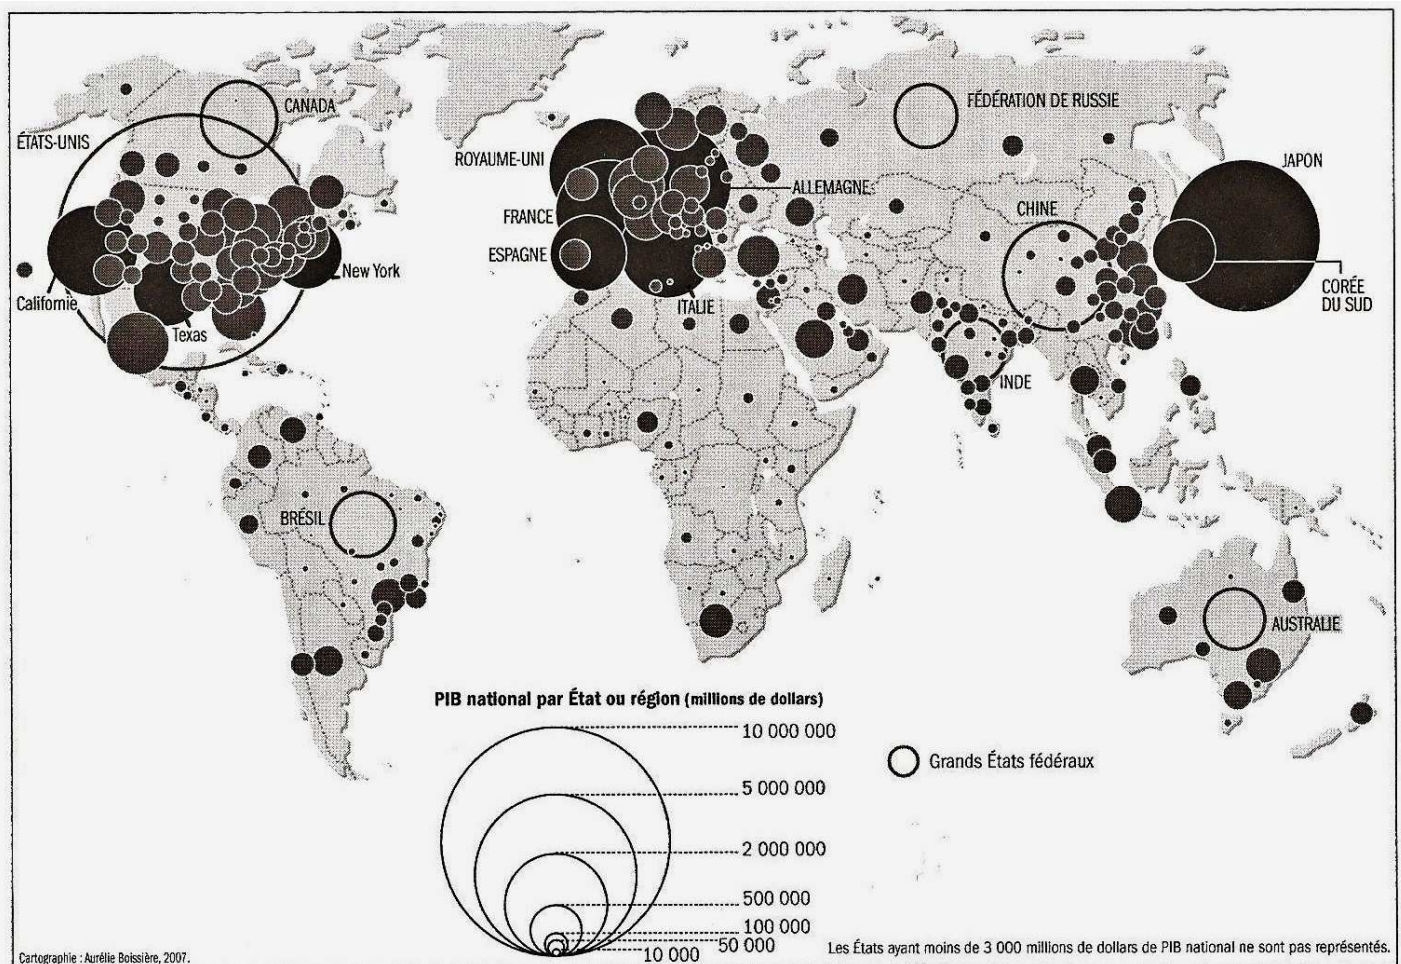 CANADA
FÉDÉRATION DE RUSSIE
ÉTATS-UNIS
ROYAUME-UNI
JAPON
ALLEMAGNE
FRANCE
CHINE
ESPAGNE
New York
Californie
ITALIE
CORÉE
DU SUD
Texas
INDE
BRÉSIL
AUSTRALIE
PIB national par État ou région (millions de dollars)
10 000 000
5 000 000
2 000 000
500 000
100 000
50 000
10 000
Grands États fédéraux
Cartographie : Aurélie Boissière, 2007.
Les États ayant moins de 3 000 millions de dollars de PIB national ne sont pas représentés.